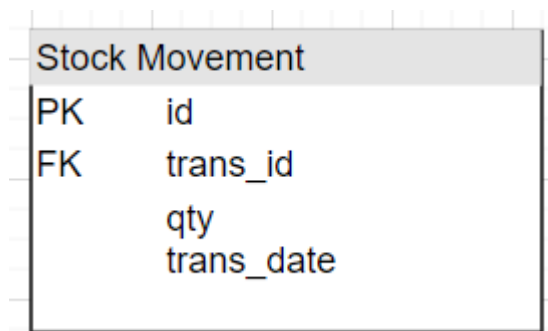 Stock Movement
PK id
FK trans_id
qty
trans_date